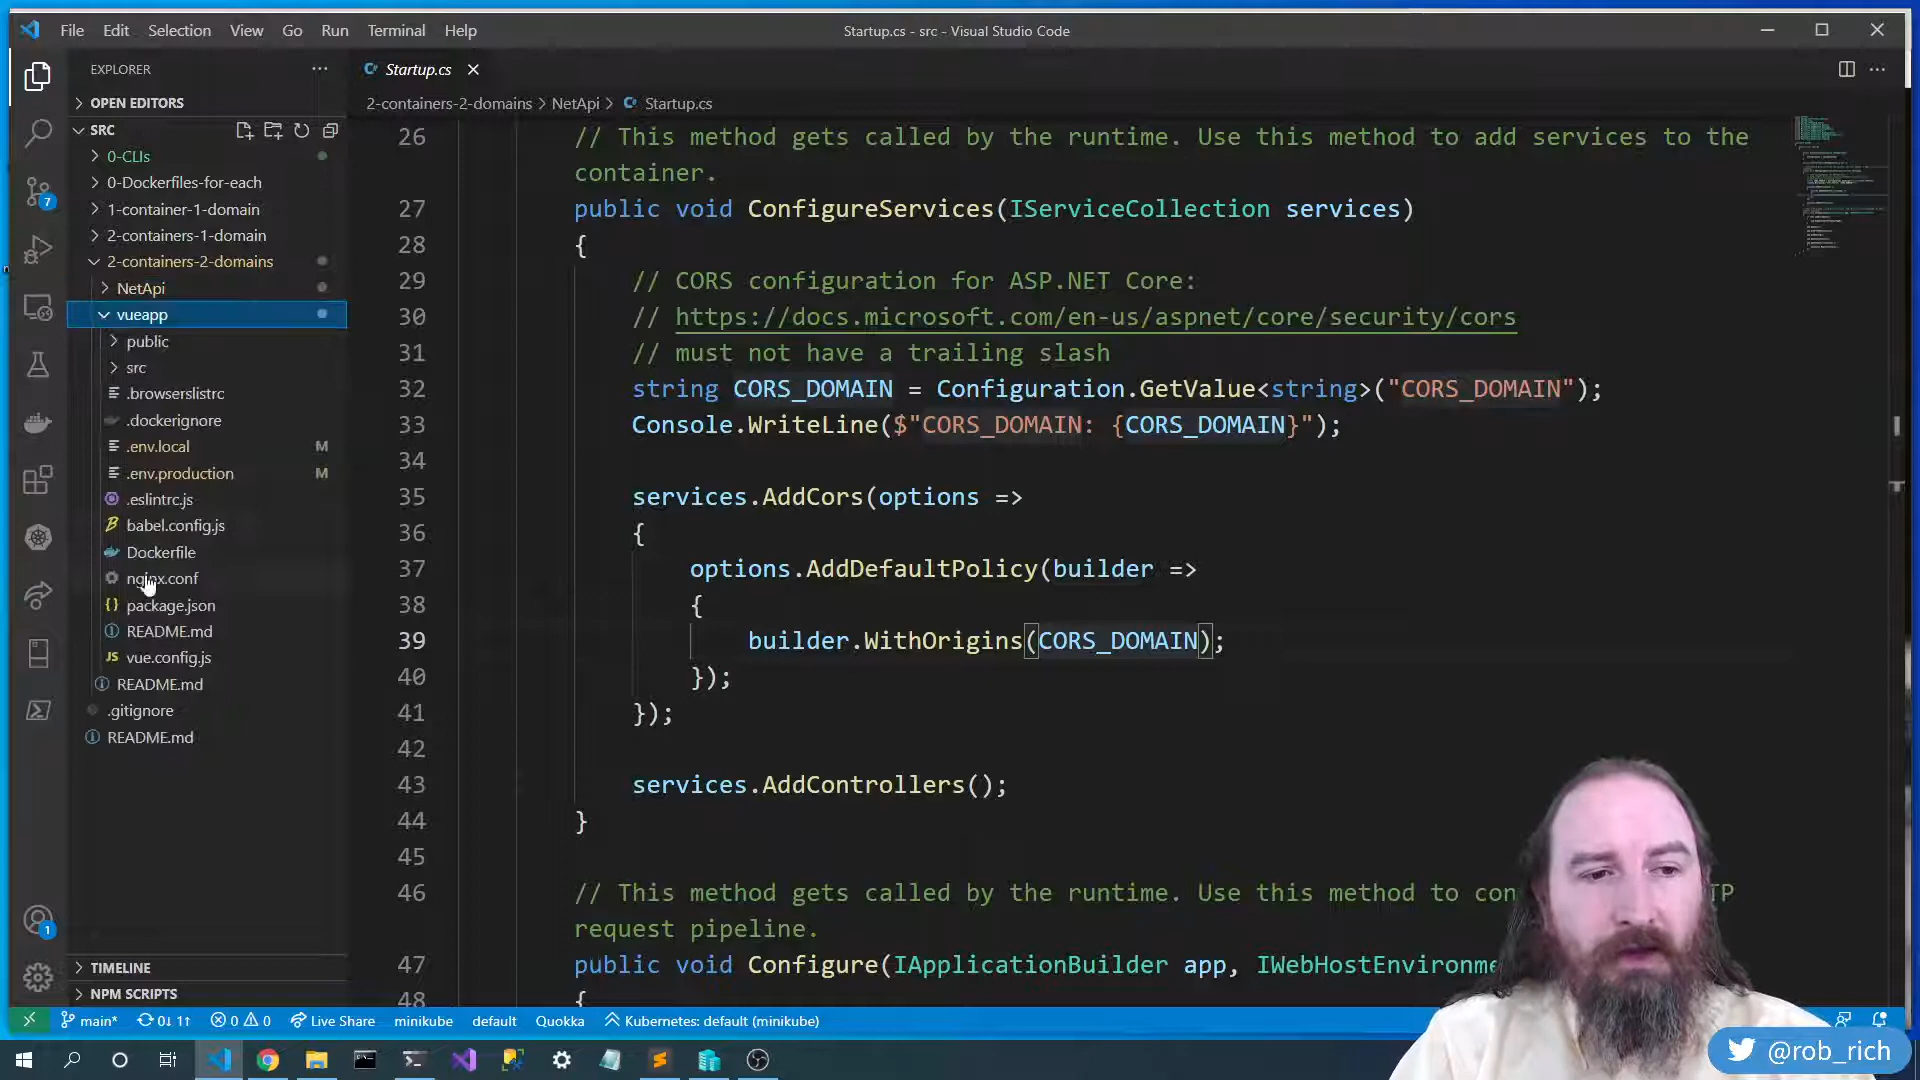 File Edit Selection View Go Run Terminal Help
Startup.cs - src - Visual Studio Code
EXPLORER
Startup.cs
OPEN EDITORS
2-containers-2-domains > NetApi > Startup.cs
SRC
0-CLIs
0-Dockerfiles-for-each
1-container-1-domain
2-containers-1-domain
2-containers-2-domains
NetApi
vueapp
public
src
.browserslistrc
.dockerignore
.env.local M
.env.production M
.eslintrc.js
babel.config.js
Dockerfile
nginx.conf
package.json
README.md
vue.config.js
README.md
.gitignore
README.md
TIMELINE
NPM SCRIPTS
7
1
26 // This method gets called by the runtime. Use this method to add services to the
container.
27 public void ConfigureServices(IServiceCollection services)
28 {
29 // CORS configuration for ASP.NET Core:
30 // https://docs.microsoft.com/en-us/aspnet/core/security/cors
31 // must not have a trailing slash
32 string CORS_DOMAIN = Configuration.GetValue<string>("CORS_DOMAIN");
33 Console.WriteLine($"CORS_DOMAIN: {CORS_DOMAIN}");
34
35 services.AddCors(options =>
36 {
37 options.AddDefaultPolicy(builder =>
38 {
39 builder.WithOrigins(CORS_DOMAIN);
40 });
41 });
42
43 services.AddControllers();
44 }
45
46 // This method gets called by the runtime. Use this method to con TP
request pipeline.
47 public void Configure(IApplicationBuilder app, IWebHostEnvironme
48 {
main* 0↓ 1↑ 0 0 Live Share minikube default Quokka Kubernetes: default (minikube)
@rob_rich